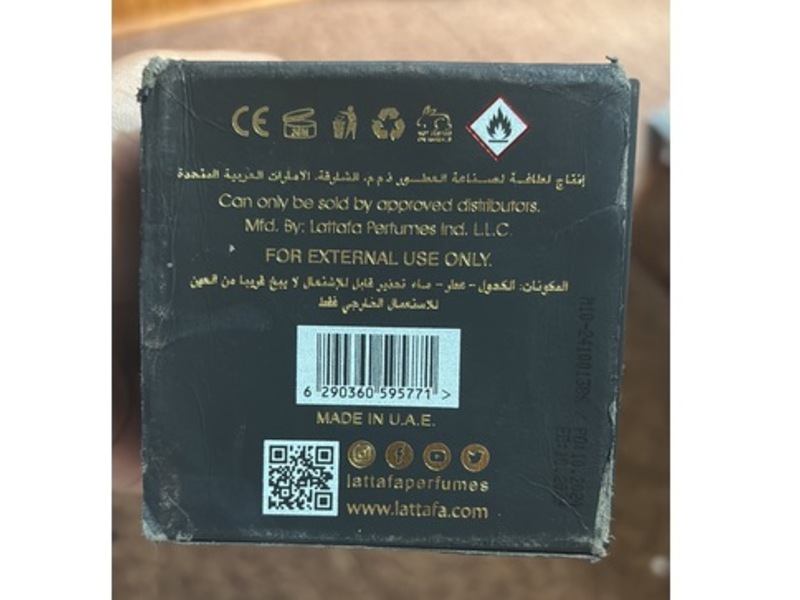 CE
24M
إنتاج لطافة لصناعة العطور ذ.م.م. الشارقة. الامارات العربية المتحدة
Can only be sold by approved distributors.
Mfd. By: Lattafa Perfumes Ind. L.L.C.
FOR EXTERNAL USE ONLY.
المكونات: الكحول - عطر - ماء تحذير قابل للإشتعال لا يبخ قريبا من العين
للاستعمال الخارجي فقط
6 290360 595771 >
MADE IN U.A.E.
lattafaperfumes
www.lattafa.com